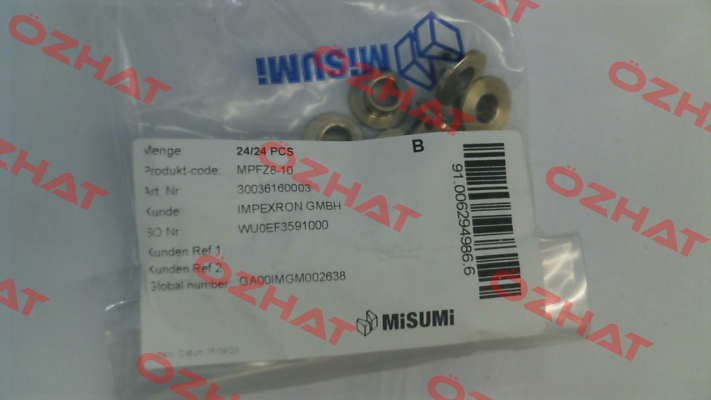 ÖZHAT
ÖZHAT
MiSUMi
ÖZHAT
Menge: 24/24 PCS B
Produkt-code: MPFZ8-10
Art. Nr 30036160003
Kunde: IMPEXRON GMBH
SO Nr WU0EF3591000
Kunden Ref 1
Kunden Ref 2
Global number: GA00IMGM002638
91.006294986.6
MiSUMi
Datum
ÖZHAT
ÖZHAT
ÖZHAT
ÖZHAT
ÖZHAT